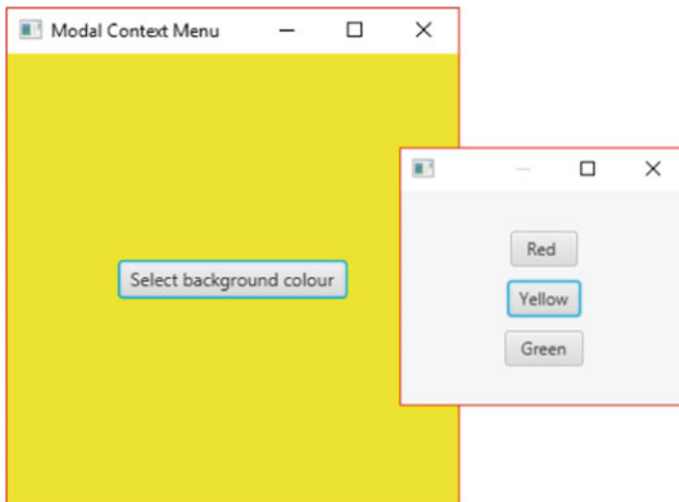 Modal Context Menu
Select background colour
Red
Yellow
Green